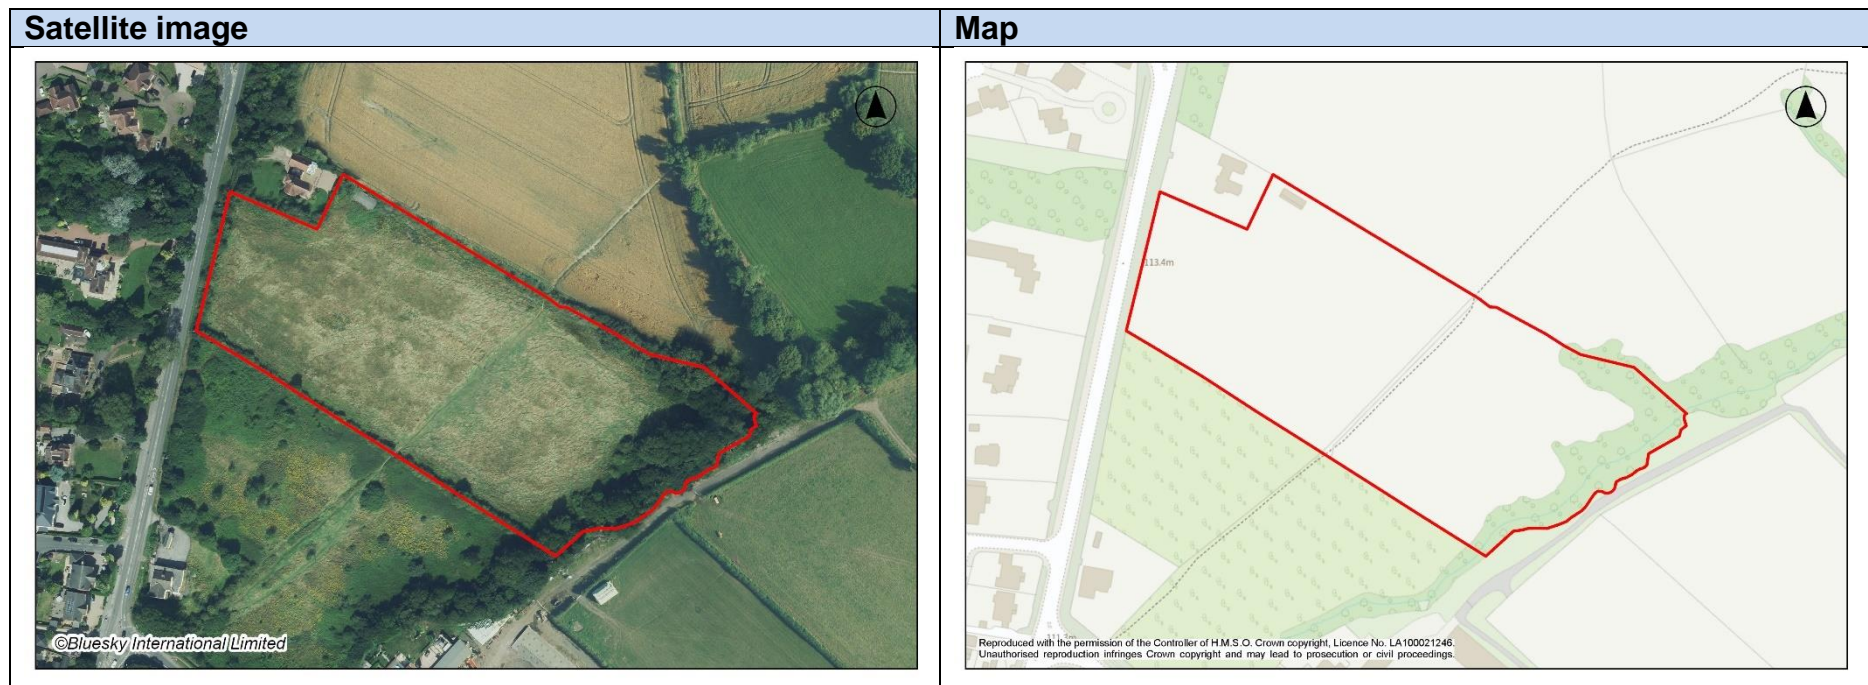 Satellite image
Map
©Bluesky International Limited
113.4m
Reproduced with the permission of the Controller of H.M.S.O. Crown copyright, Licence No. LA100021246.
Unauthorised reproduction infringes Crown copyright and may lead to prosecution or civil proceedings.